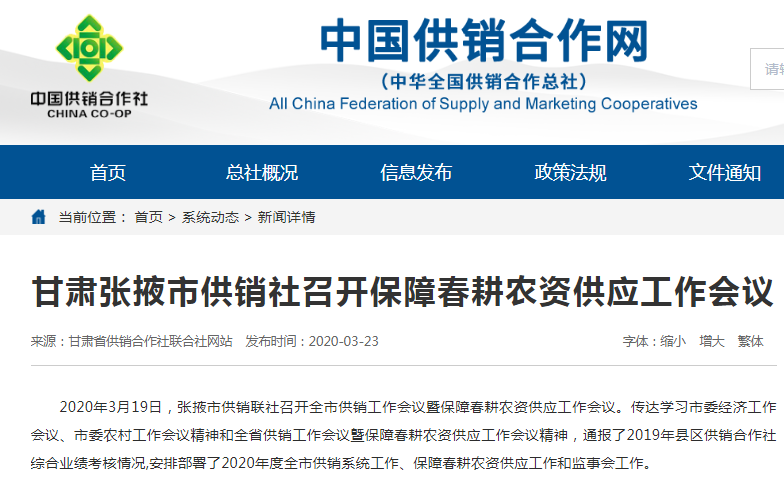 中国供销合作社
CHINA CO-OP
中国供销合作网
（中华全国供销合作总社）
All China Federation of Supply and Marketing Cooperatives
首页 总社概况 信息发布 政策法规 文件通知
当前位置： 首页 > 系统动态 > 新闻详情
甘肃张掖市供销社召开保障春耕农资供应工作会议
来源：甘肃省供销合作社联合社网站 发布时间：2020-03-23 字体：缩小 增大 繁体
2020年3月19日，张掖市供销联社召开全市供销工作会议暨保障春耕农资供应工作会议。传达学习市委经济工作
会议、市委农村工作会议精神和全省供销工作会议暨保障春耕农资供应工作会议精神，通报了2019年县区供销合作社
综合业绩考核情况,安排部署了2020年度全市供销系统工作、保障春耕农资供应工作和监事会工作。